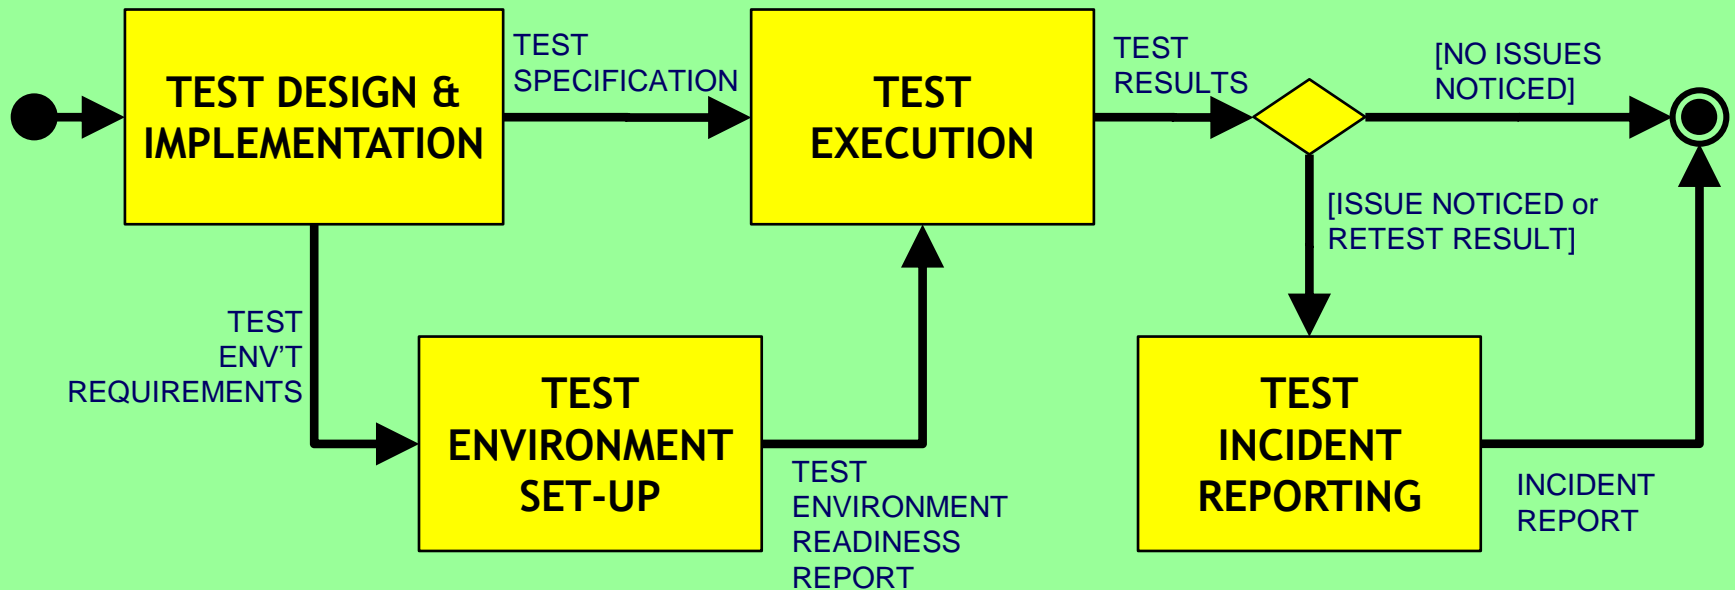 TEST DESIGN &
IMPLEMENTATION
TEST
SPECIFICATION
TEST
EXECUTION
TEST
RESULTS
[NO ISSUES
NOTICED]
[ISSUE NOTICED or
RETEST RESULT]
TEST
ENV’T
REQUIREMENTS
TEST
ENVIRONMENT
SET-UP
TEST
ENVIRONMENT
READINESS
REPORT
TEST
INCIDENT
REPORTING
INCIDENT
REPORT